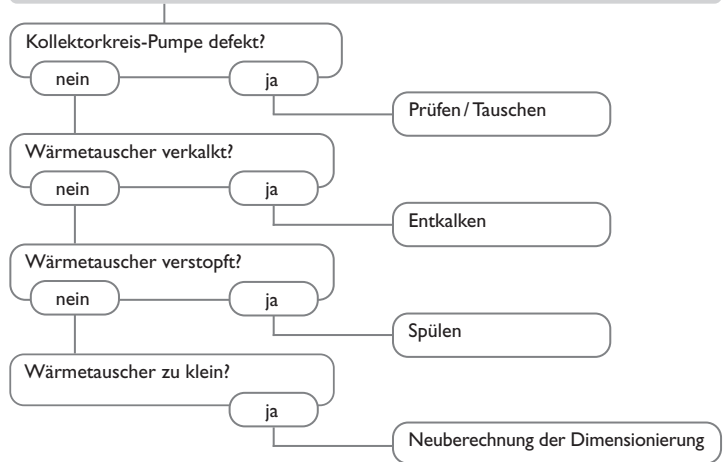 Kollektorkreis-Pumpe defekt?
nein
ja
Prüfen / Tauschen
Wärmetauscher verkalkt?
nein
ja
Entkalken
Wärmetauscher verstopft?
nein
ja
Spülen
Wärmetauscher zu klein?
ja
Neuberechnung der Dimensionierung